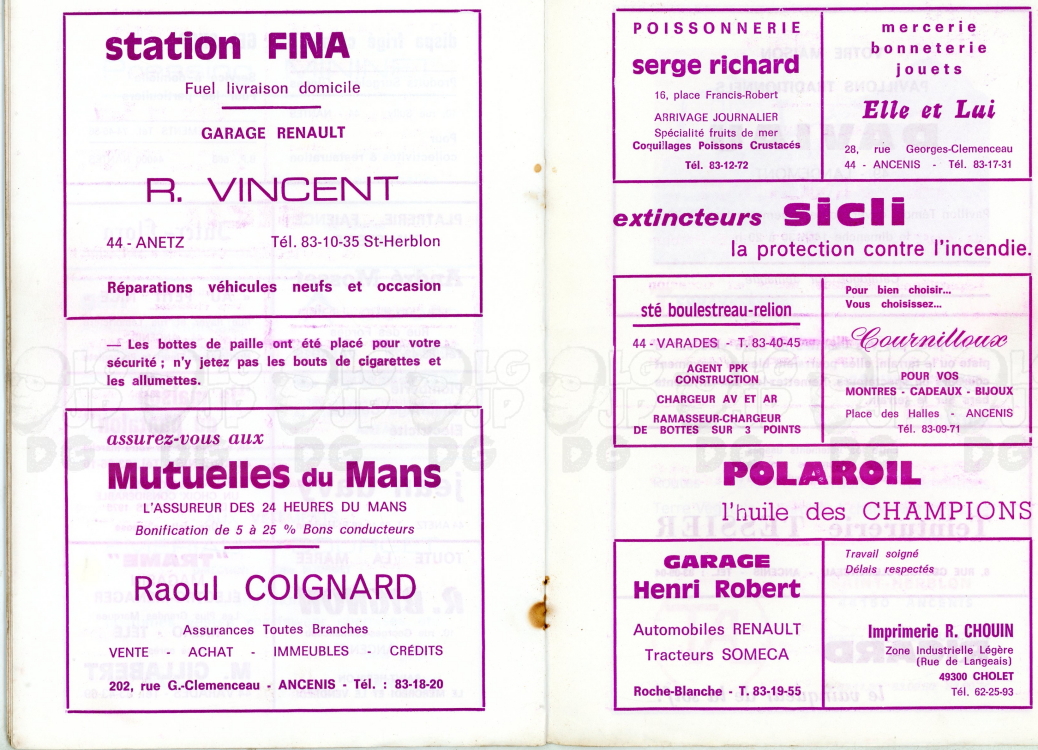 station FINA
Fuel livraison domicile
GARAGE RENAULT
R. VINCENT
44 - ANETZ Tél. 83-10-35 St-Herblon
Réparations véhicules neufs et occasion
— Les bottes de paille ont été placé pour votre
sécurité ; n'y jetez pas les bouts de cigarettes et
les allumettes.
assurez-vous aux
Mutuelles du Mans
L'ASSUREUR DES 24 HEURES DU MANS
Bonification de 5 à 25 % Bons conducteurs
Raoul COIGNARD
Assurances Toutes Branches
VENTE - ACHAT - IMMEUBLES - CRÉDITS
202, rue G.-Clemenceau - ANCENIS - Tél. : 83-18-20
POISSONNERIE
serge richard
16, place Francis-Robert
ARRIVAGE JOURNALIER
Spécialité fruits de mer
Coquillages Poissons Crustacés
Tél. 83-12-72
mercerie
bonneterie
jouets
Elle et Lui
28, rue Georges-Clemenceau
44 - ANCENIS - Tél. 83-17-31
extincteurs sicli
la protection contre l'incendie.
sté boulestreau-relion
44 - VARADES - T. 83-40-45
AGENT PPK
CONSTRUCTION
CHARGEUR AV ET AR
RAMASSEUR-CHARGEUR
DE BOTTES SUR 3 POINTS
Pour bien choisir...
Vous choisissez...
Cournilloux
POUR VOS
MONTRES - CADEAUX - BIJOUX
Place des Halles - ANCENIS
Tél. 83-09-71
POLAROIL
l'huile des CHAMPIONS
GARAGE
Henri Robert
Automobiles RENAULT
Tracteurs SOMECA
Roche-Blanche - T. 83-19-55
Travail soigné
Délais respectés
Imprimerie R. CHOUIN
Zone Industrielle Légère
(Rue de Langeais)
49300 CHOLET
Tél. 62-25-93